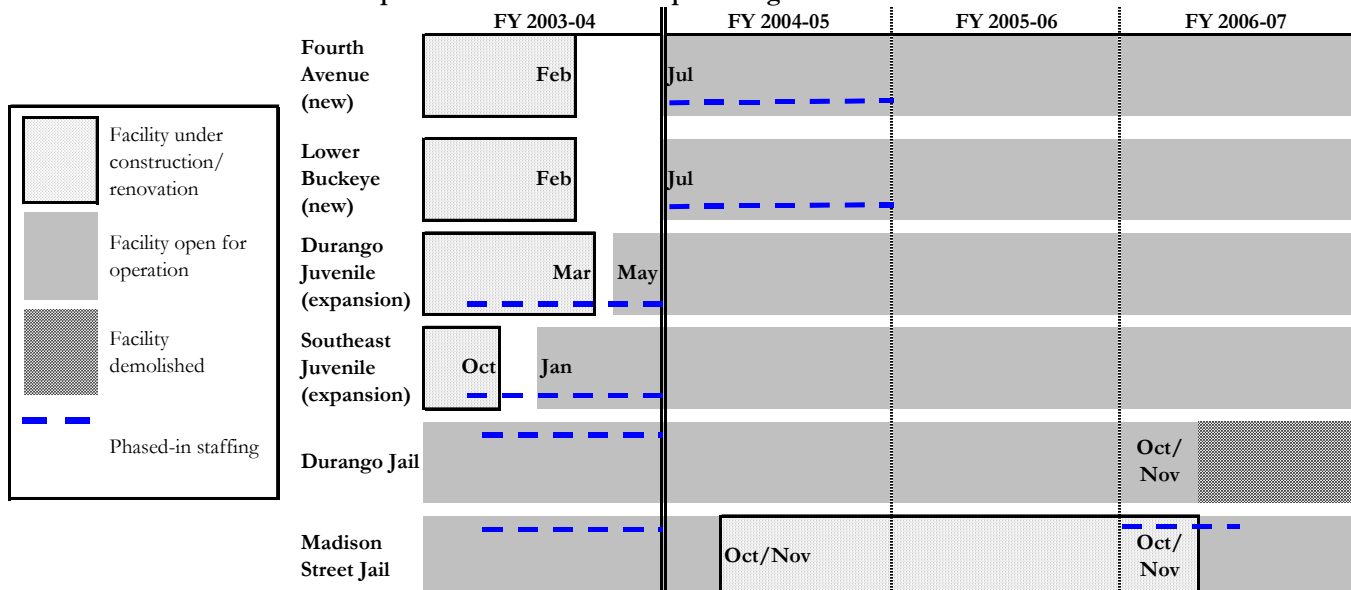 FY 2003-04
FY 2004-05
FY 2005-06
FY 2006-07
Facility under
construction/
renovation
Facility open for
operation
Facility
demolished
Phased-in staffing
Fourth
Avenue
(new)
Feb
Jul
Lower
Buckeye
(new)
Feb
Jul
Durango
Juvenile
(expansion)
Mar
May
Southeast
Juvenile
(expansion)
Oct
Jan
Durango Jail
Oct/
Nov
Madison
Street Jail
Oct/Nov
Oct/
Nov